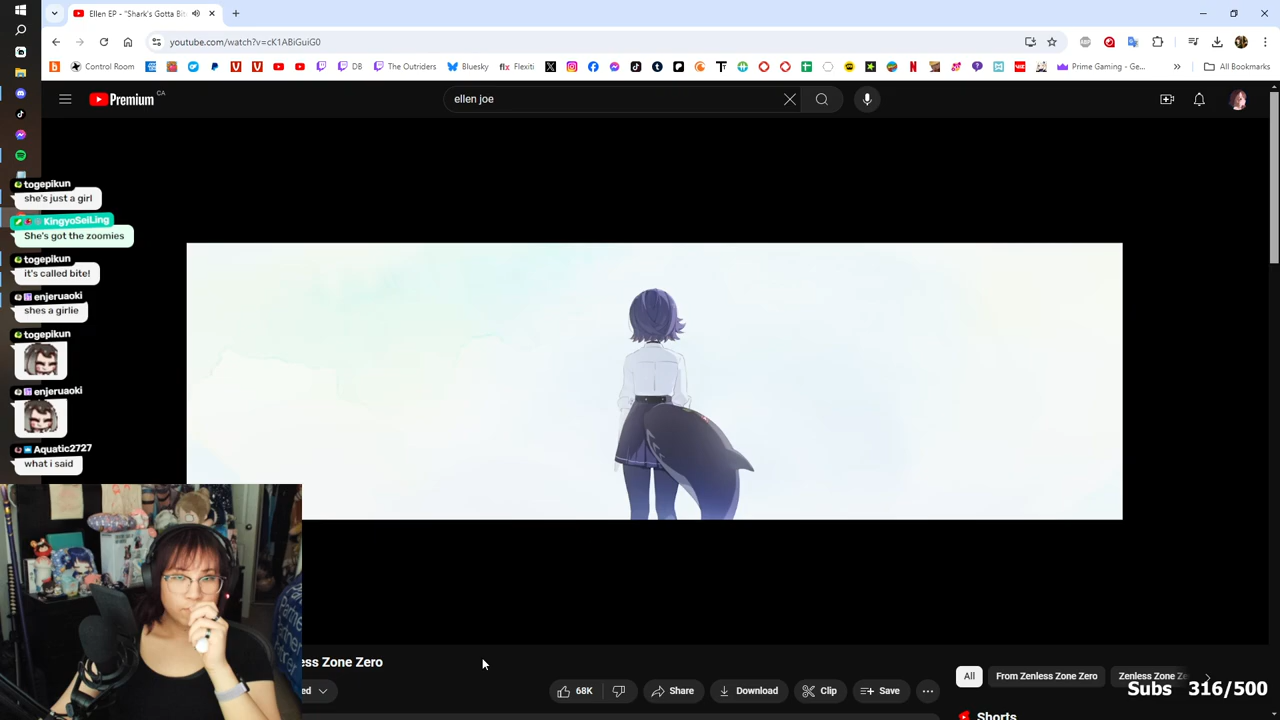 Ellen EP - "Shark's Gotta Bit
youtube.com/watch?v=cK1ABiGuiG0
Control Room
DB
The Outriders
Bluesky
Flexiti
Prime Gaming - Ge...
All Bookmarks
Premium CA
ellen joe
togepikun
she's just a girl
KingyoSeiLing
She's got the zoomies
togepikun
it's called bite!
enjeruaoki
shes a girlie
togepikun
enjeruaoki
Aquatic2727
what i said
ess Zone Zero
ed
68K
Share
Download
Clip
Save
All
From Zenless Zone Zero
Zenless Zone Ze
Subs 316/500
Shorts